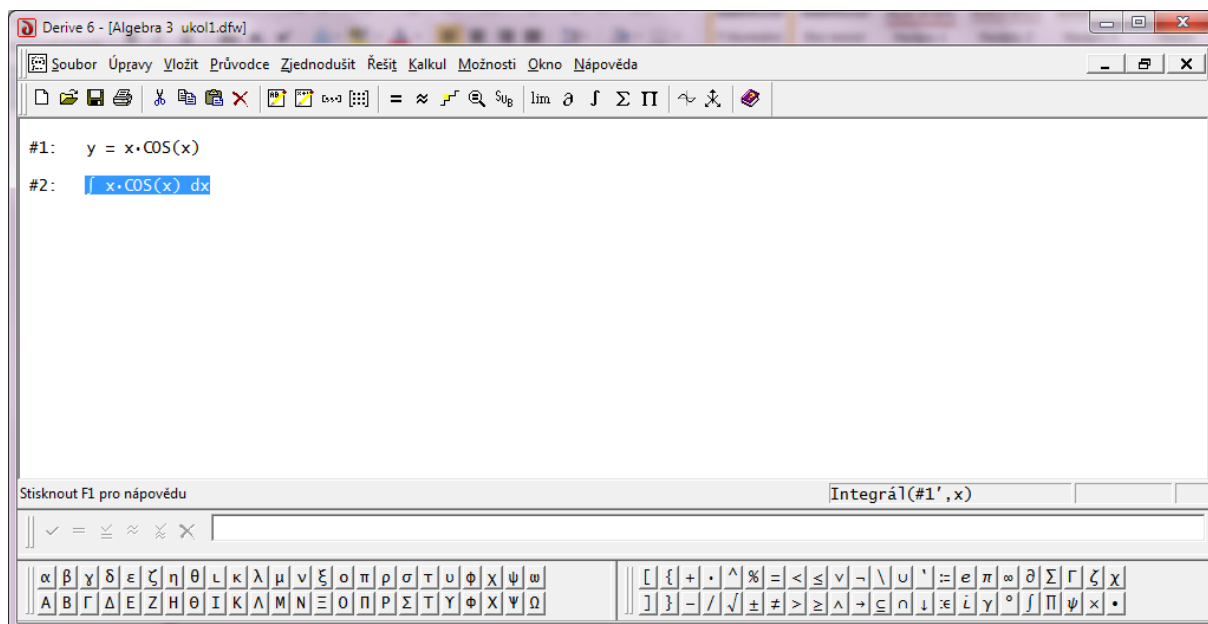 Derive 6 - [Algebra 3 ukol1.dfw]
Soubor Úpravy Vložit Průvodce Zjednodušit Řešit Kalkul Možnosti Okno Nápověda
= ≈ SUB lim ∂ ∫ Σ Π
#1: y = x·COS(x)
#2: ∫ x·COS(x) dx
Stisknout F1 pro nápovědu Integrál(#1',x)
α β γ δ ε ζ η θ ι κ λ μ ν ξ ο π ρ σ τ υ φ χ ψ ω [ { + · ^ % = < ≤ ∨ ¬ \ ∪ ' := e π ∞ ∂ Σ Γ ζ χ
Α Β Γ Δ Ε Ζ Η Θ Ι Κ Λ Μ Ν Ξ Ο Π Ρ Σ Τ Υ Φ Χ Ψ Ω ] } - / √ ± ≠ > ≥ ∧ → ⊆ ∩ ↓ :∈ i γ ° ∫ Π ψ × •